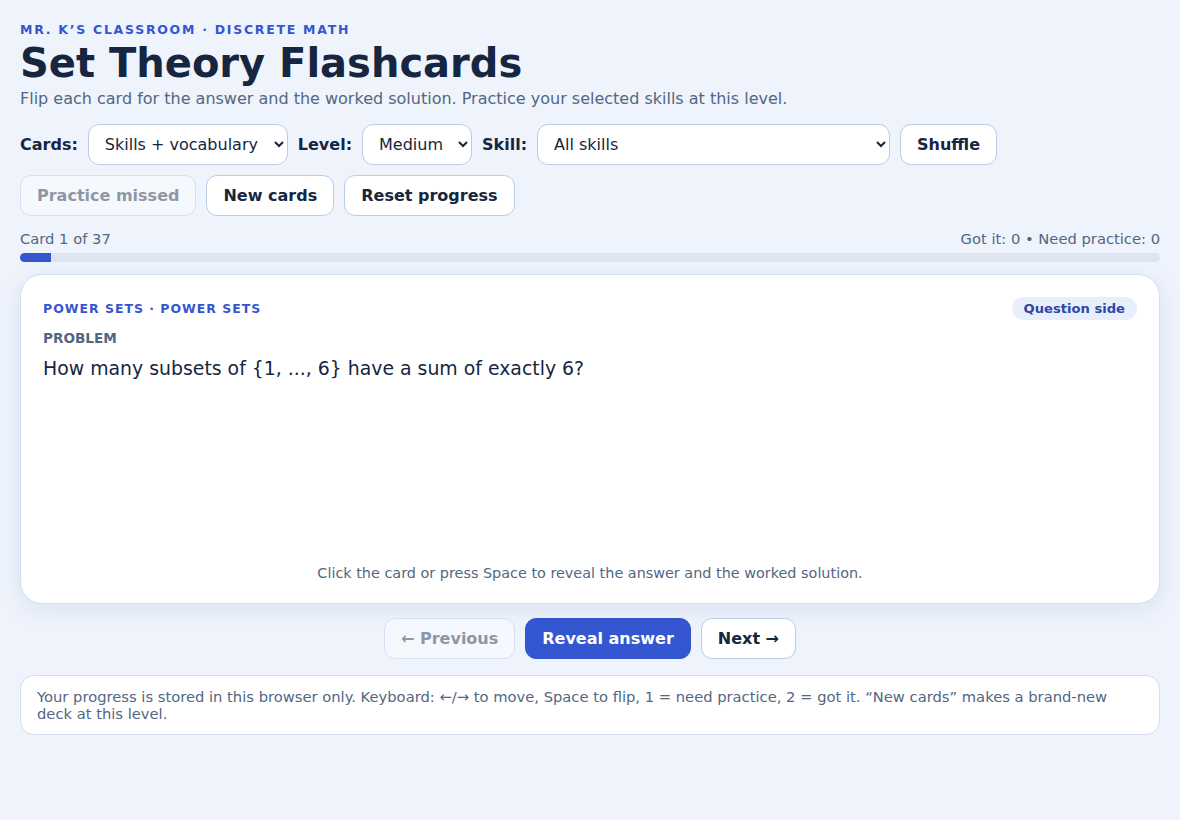 MR. K’S CLASSROOM · DISCRETE MATH
Set Theory Flashcards
Flip each card for the answer and the worked solution. Practice your selected skills at this level.
Cards: Skills + vocabulary Level: Medium Skill: All skills Shuffle
Practice missed New cards Reset progress
Card 1 of 37 Got it: 0 • Need practice: 0
POWER SETS · POWER SETS Question side
PROBLEM
How many subsets of {1, ..., 6} have a sum of exactly 6?
Click the card or press Space to reveal the answer and the worked solution.
← Previous Reveal answer Next →
Your progress is stored in this browser only. Keyboard: ←/→ to move, Space to flip, 1 = need practice, 2 = got it. “New cards” makes a brand-new
deck at this level.